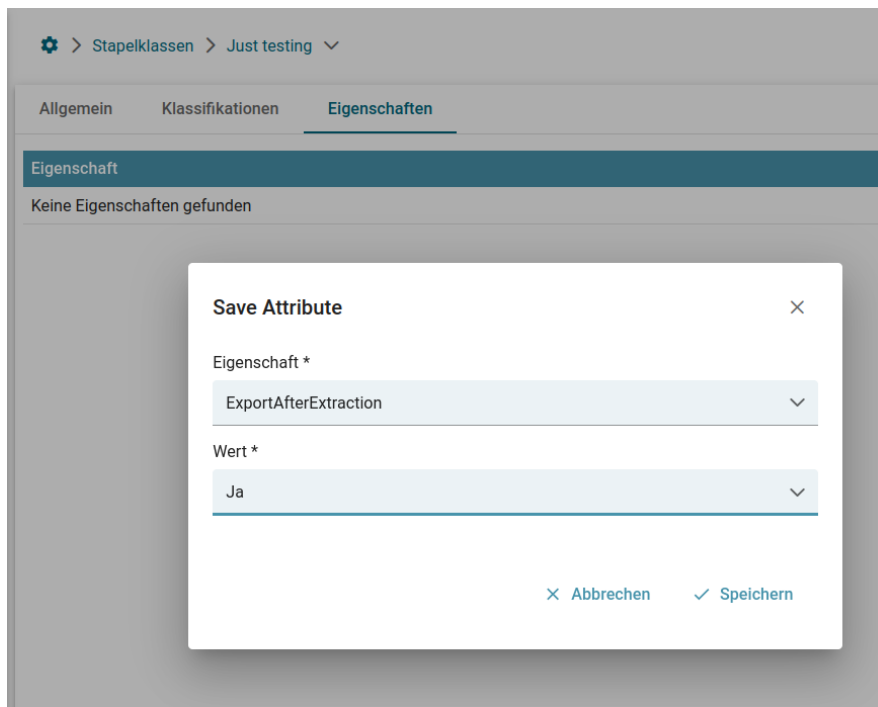 Stapelklassen > Just testing
Allgemein Klassifikationen Eigenschaften
Eigenschaft
Keine Eigenschaften gefunden
Save Attribute
Eigenschaft *
ExportAfterExtraction
Wert *
Ja
Abbrechen Speichern